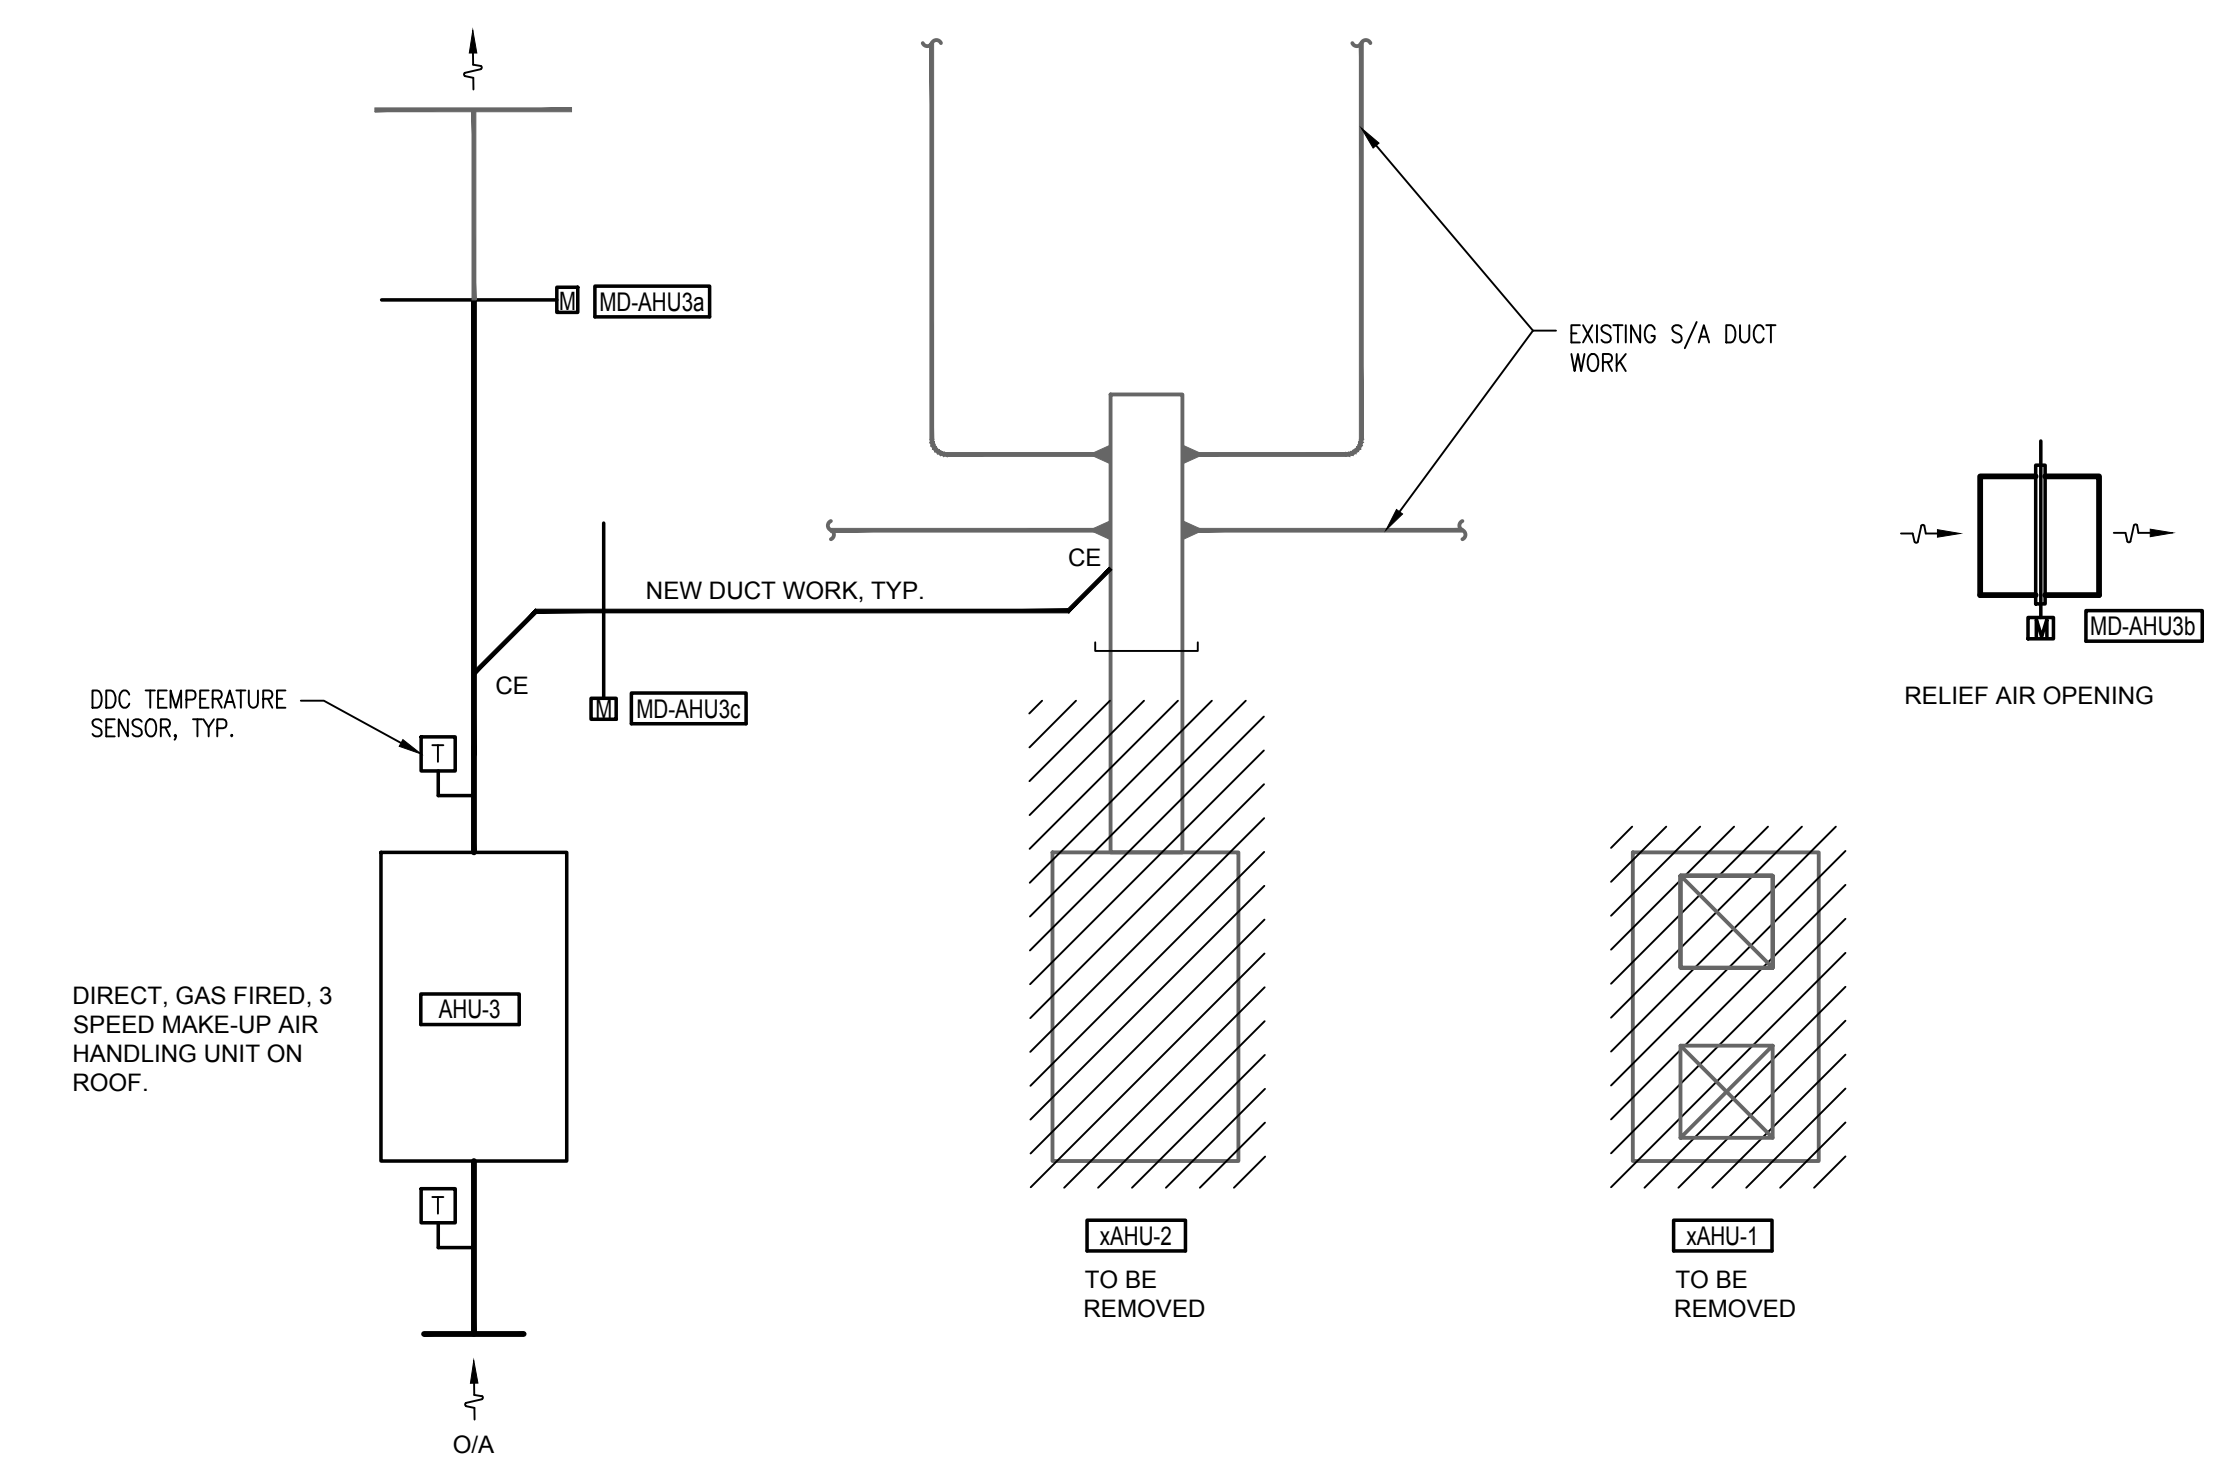 M MD-AHU3a
EXISTING S/A DUCT
WORK
CE
NEW DUCT WORK, TYP.
M MD-AHU3b
RELIEF AIR OPENING
CE
DDC TEMPERATURE
SENSOR, TYP.
M MD-AHU3c
T
DIRECT, GAS FIRED, 3
SPEED MAKE-UP AIR
HANDLING UNIT ON
ROOF.
AHU-3
T
xAHU-2
TO BE
REMOVED
xAHU-1
TO BE
REMOVED
O/A